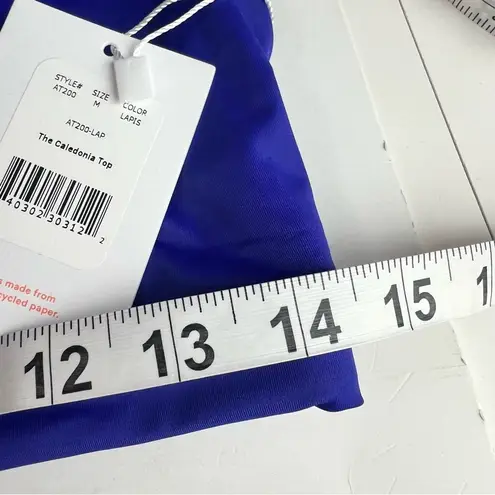 STYLE# SIZE COLOR
AT200 M LAPIS
AT200-LAP
The Caledonia Top
40302 30312 2
made from
cycled paper.
12 13 14 15 1